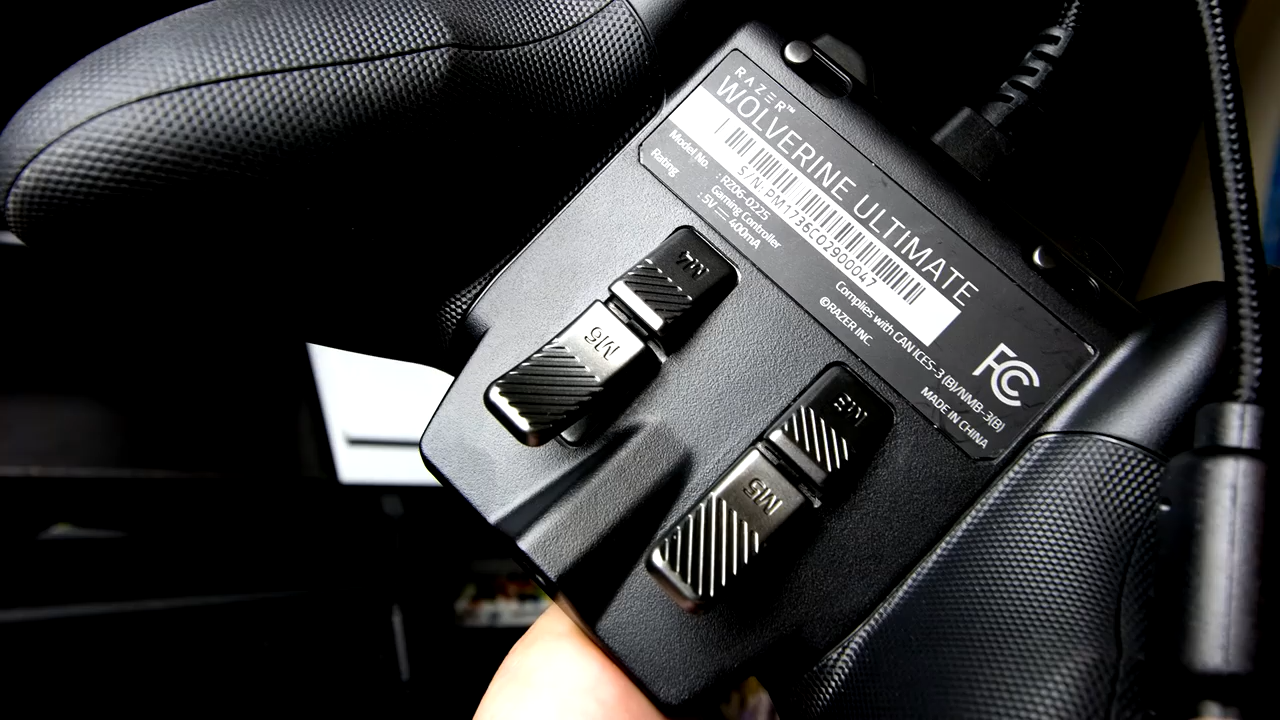 RAZER™
WOLVERINE ULTIMATE
S/N: PM1736C02900047
Model No. : RZ06-0225
Gaming Controller
Rating : 5V ⎓ 400mA
Complies with CAN ICES-3 (B)/NMB-3(B)
©RAZER INC.
MADE IN CHINA
FC
M4
M6
M3
M5